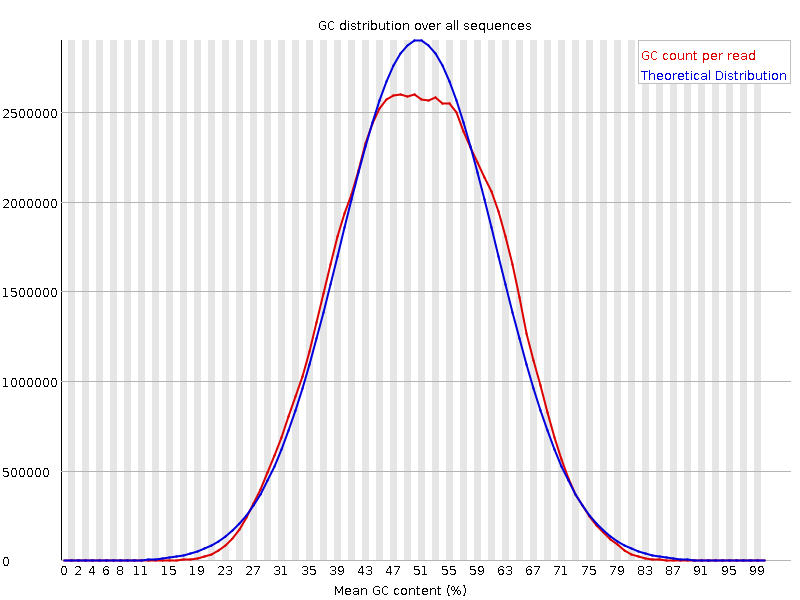 GC distribution over all sequences
GC count per read
Theoretical Distribution
2500000
2000000
1500000
1000000
500000
0
0 2 4 6 8 11 15 19 23 27 31 35 39 43 47 51 55 59 63 67 71 75 79 83 87 91 95 99
Mean GC content (%)